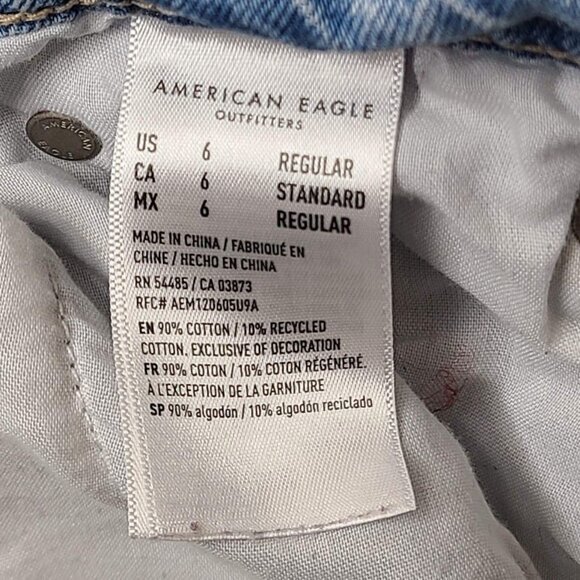 AMERICAN EAGLE
OUTFITTERS
US 6 REGULAR
CA 6 STANDARD
MX 6 REGULAR
MADE IN CHINA / FABRIQUÉ EN
CHINE / HECHO EN CHINA
RN 54485 / CA 03873
RFC# AEM120605U9A
EN 90% COTTON / 10% RECYCLED
COTTON. EXCLUSIVE OF DECORATION
FR 90% COTON / 10% COTON RÉGÉNÉRÉ.
À L'EXCEPTION DE LA GARNITURE
SP 90% algodón / 10% algodón reciclado
AMERICAN